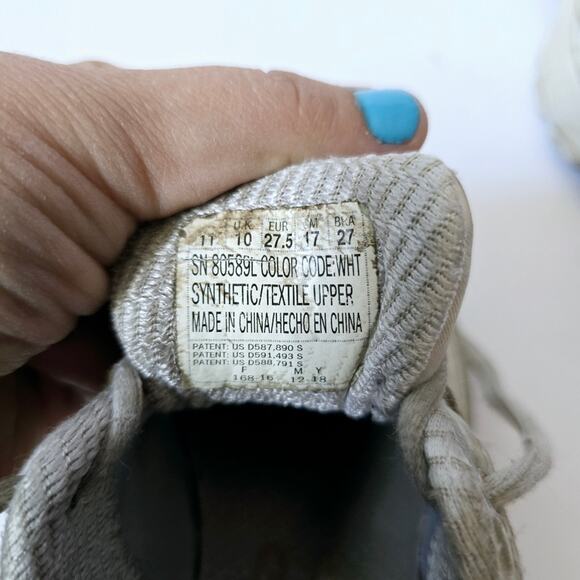 UK EUR CM BRA
11 10 27.5 17 27
SN 80589L COLOR CODE:WHT
SYNTHETIC/TEXTILE UPPER
MADE IN CHINA/HECHO EN CHINA
PATENT: US D587,890 S
PATENT: US D591,493 S
PATENT: US D588,791 S
F M Y
168-16 12-18